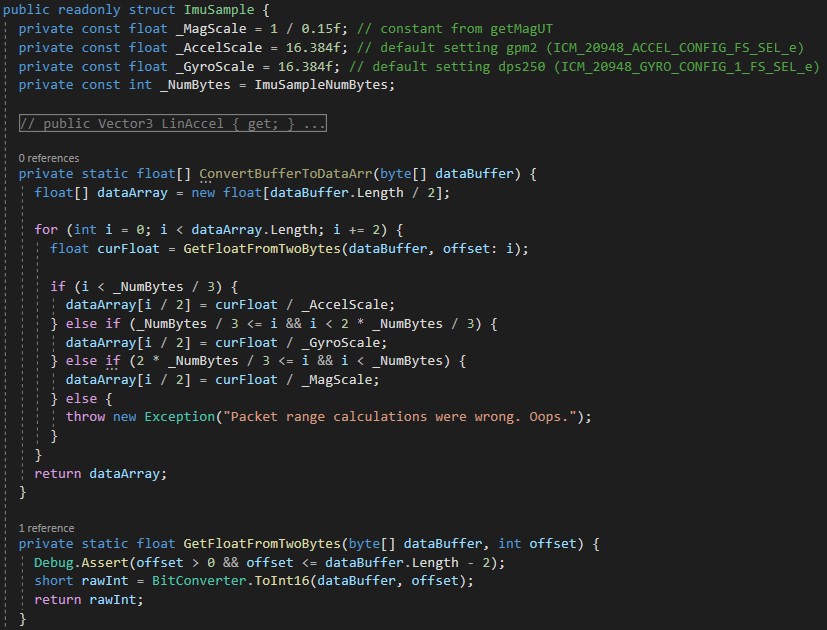 public readonly struct ImuSample {
private const float _MagScale = 1 / 0.15f; // constant from getMagUT
private const float _AccelScale = 16.384f; // default setting gpm2 (ICM_20948_ACCEL_CONFIG_FS_SEL_e)
private const float _GyroScale = 16.384f; // default setting dps250 (ICM_20948_GYRO_CONFIG_1_FS_SEL_e)
private const int _NumBytes = ImuSampleNumBytes;
// public Vector3 LinAccel { get; } ...
0 references
private static float[] ConvertBufferToDataArr(byte[] dataBuffer) {
float[] dataArray = new float[dataBuffer.Length / 2];
for (int i = 0; i < dataArray.Length; i += 2) {
float curFloat = GetFloatFromTwoBytes(dataBuffer, offset: i);
if (i < _NumBytes / 3) {
dataArray[i / 2] = curFloat / _AccelScale;
} else if (_NumBytes / 3 <= i && i < 2 * _NumBytes / 3) {
dataArray[i / 2] = curFloat / _GyroScale;
} else if (2 * _NumBytes / 3 <= i && i < _NumBytes) {
dataArray[i / 2] = curFloat / _MagScale;
} else {
throw new Exception("Packet range calculations were wrong. Oops.");
}
}
return dataArray;
}
1 reference
private static float GetFloatFromTwoBytes(byte[] dataBuffer, int offset) {
Debug.Assert(offset > 0 && offset <= dataBuffer.Length - 2);
short rawInt = BitConverter.ToInt16(dataBuffer, offset);
return rawInt;
}